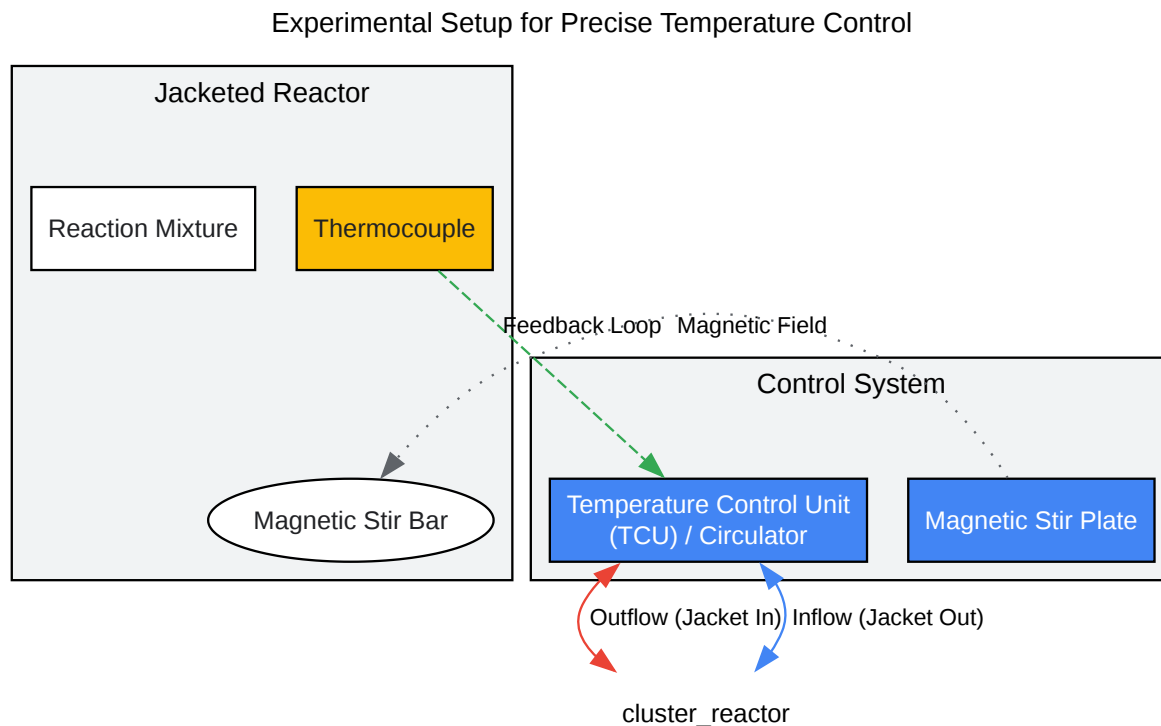 Experimental Setup for Precise Temperature Control
Jacketed Reactor
Reaction Mixture
Thermocouple
Feedback Loop
Magnetic Field
Control System
Magnetic Stir Bar
Temperature Control Unit
(TCU) / Circulator
Magnetic Stir Plate
Outflow (Jacket In)
Inflow (Jacket Out)
cluster_reactor